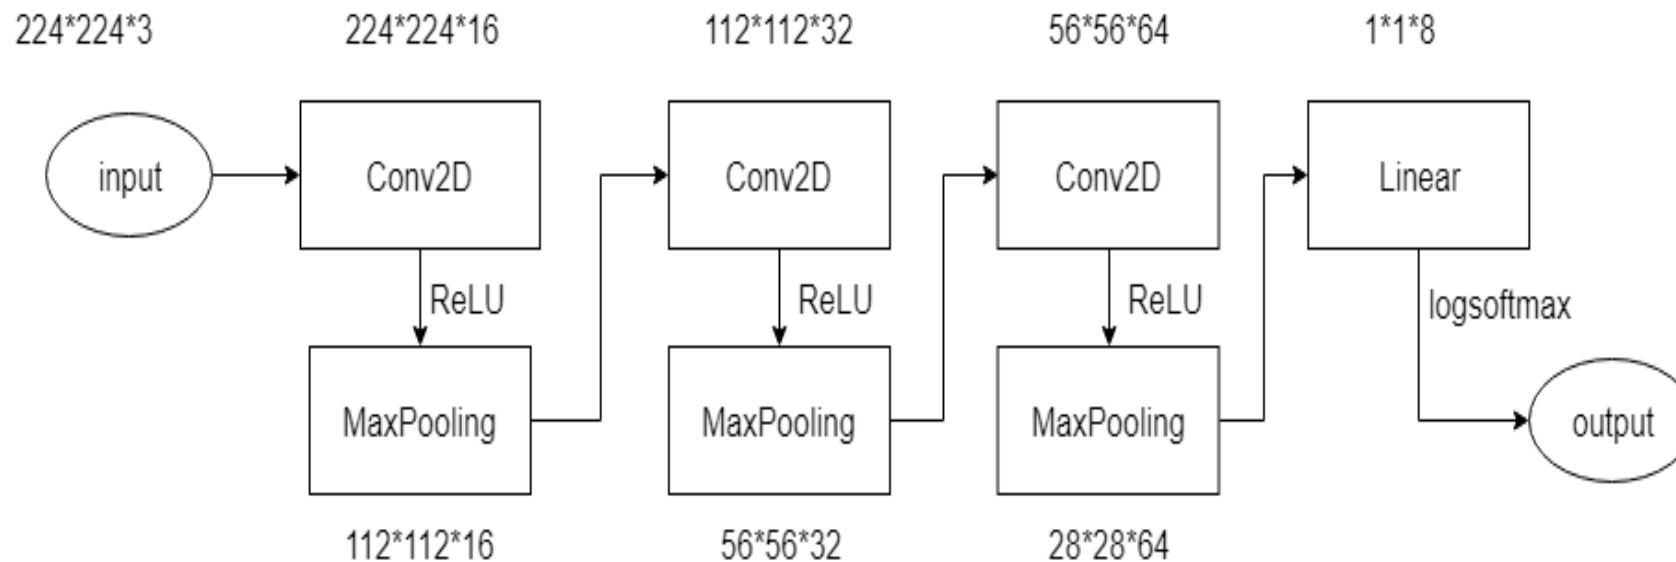 224*224*3
224*224*16
112*112*32
56*56*64
1*1*8
input
Conv2D
Conv2D
Conv2D
Linear
ReLU
ReLU
ReLU
logsoftmax
MaxPooling
MaxPooling
MaxPooling
output
112*112*16
56*56*32
28*28*64